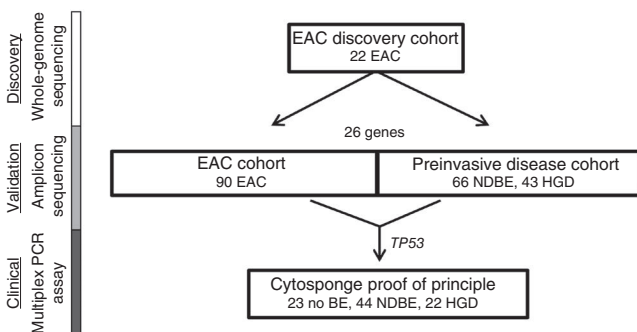 EAC discovery cohort
22 EAC
Discovery
Whole-genome
sequencing
26 genes
EAC cohort
90 EAC
Preinvasive disease cohort
66 NDBE, 43 HGD
Validation
Amplicon
sequencing
TP53
Cytosponge proof of principle
23 no BE, 44 NDBE, 22 HGD
Clinical
Multiplex PCR
assay